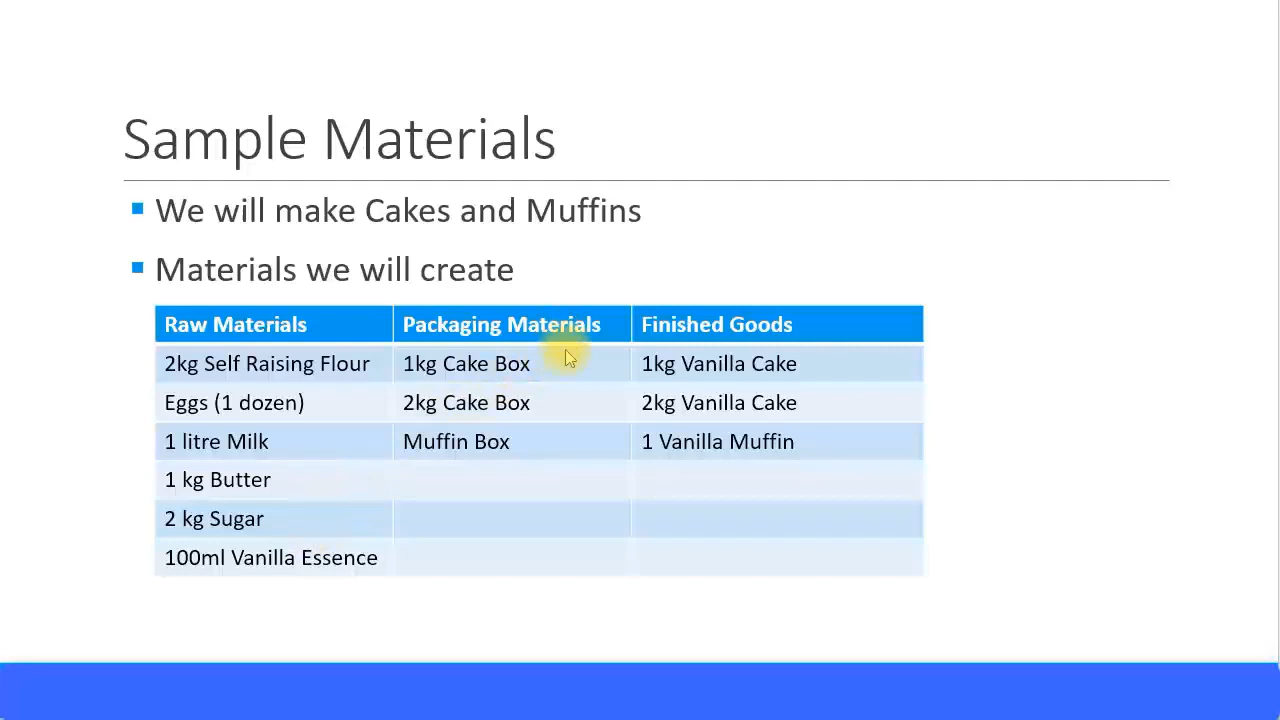 Sample Materials
We will make Cakes and Muffins
Materials we will create
Raw Materials Packaging Materials Finished Goods
2kg Self Raising Flour 1kg Cake Box 1kg Vanilla Cake
Eggs (1 dozen) 2kg Cake Box 2kg Vanilla Cake
1 litre Milk Muffin Box 1 Vanilla Muffin
1 kg Butter
2 kg Sugar
100ml Vanilla Essence